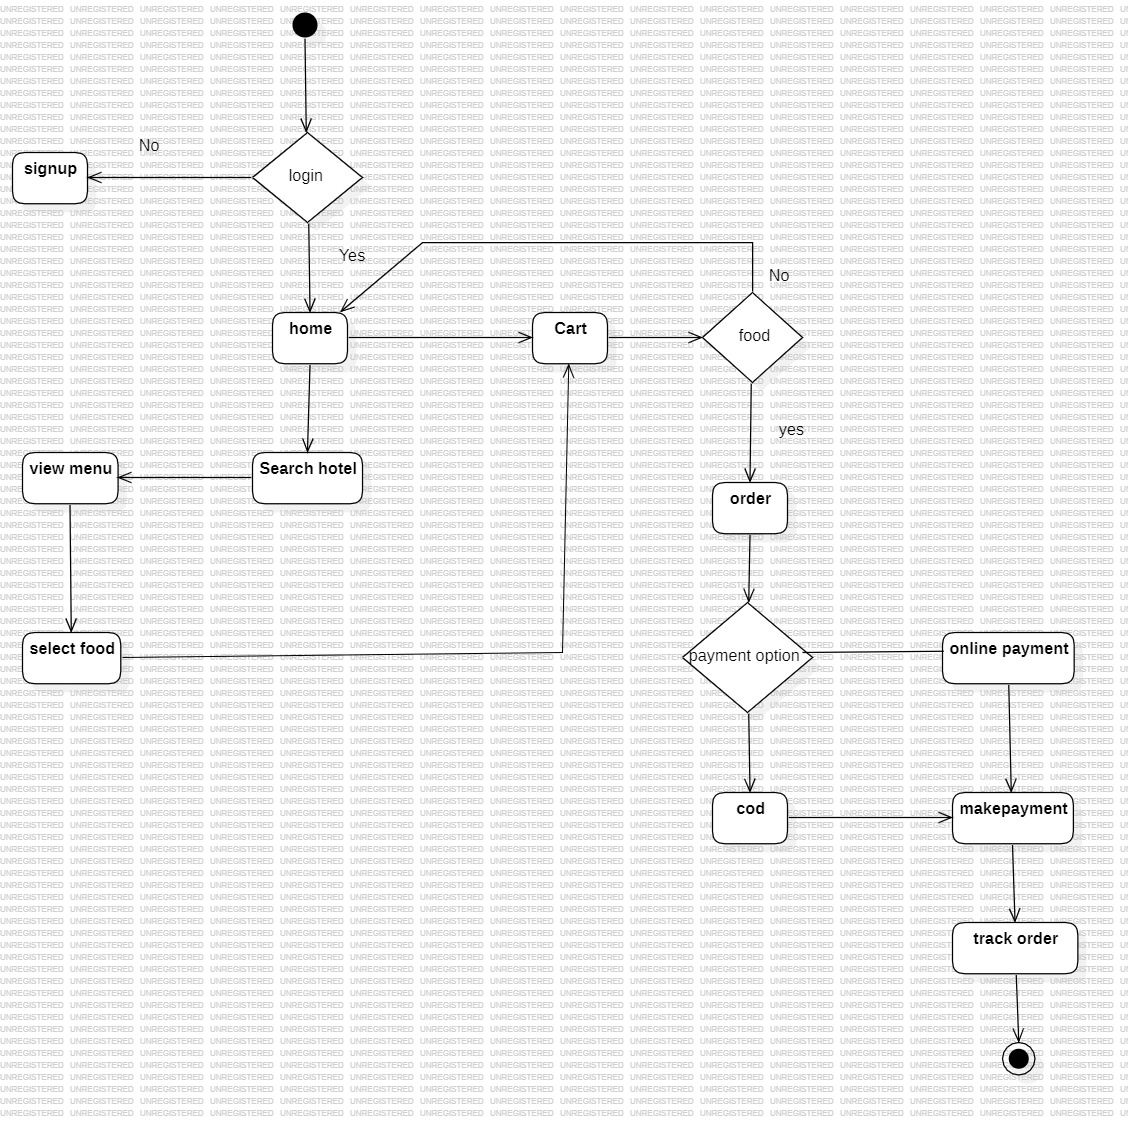 No
signup
login
Yes
No
home
Cart
food
yes
view menu
Search hotel
order
select food
payment option
online payment
cod
makepayment
track order
UNREGISTERED